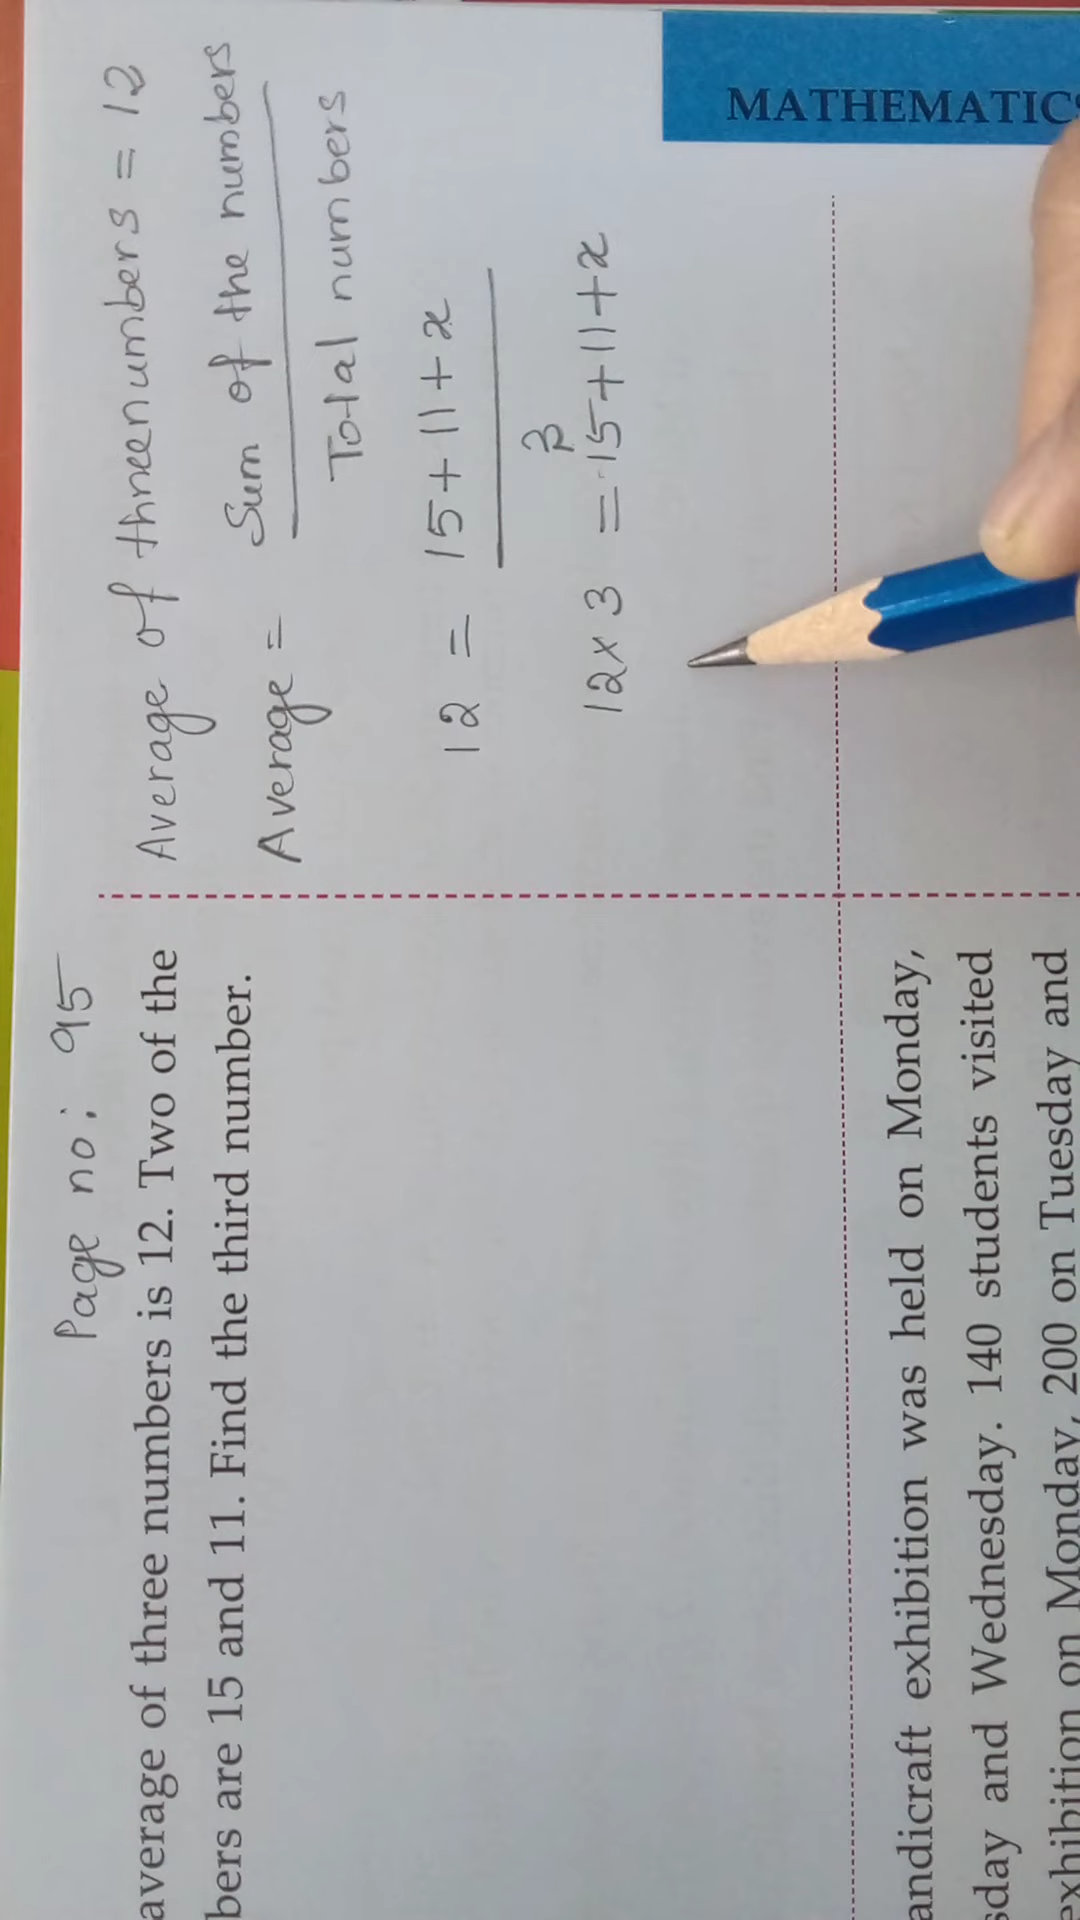 MATHEMATICS
Page no: 95
average of three numbers is 12. Two of the
bers are 15 and 11. Find the third number.
Average of threenumbers = 12
Average = Sum of the numbers
Total numbers
12 = 15+11+x
3
12x3 = 15+11+x
andicraft exhibition was held on Monday,
sday and Wednesday. 140 students visited
exhibition on Monday, 200 on Tuesday and